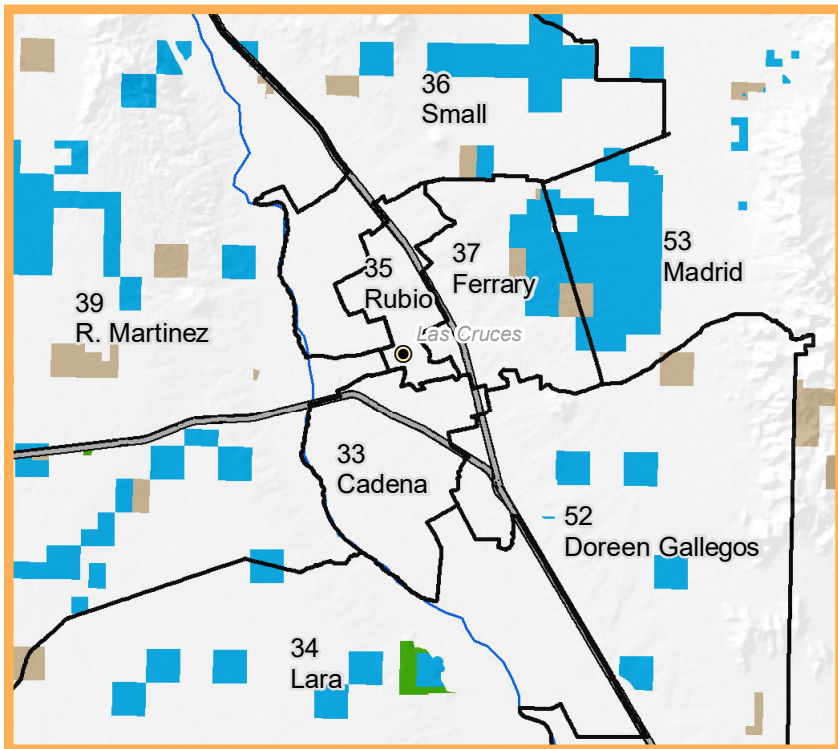 36
Small
37
Ferrary
53
Madrid
35
Rubio
39
R. Martinez
Las Cruces
33
Cadena
52
Doreen Gallegos
34
Lara